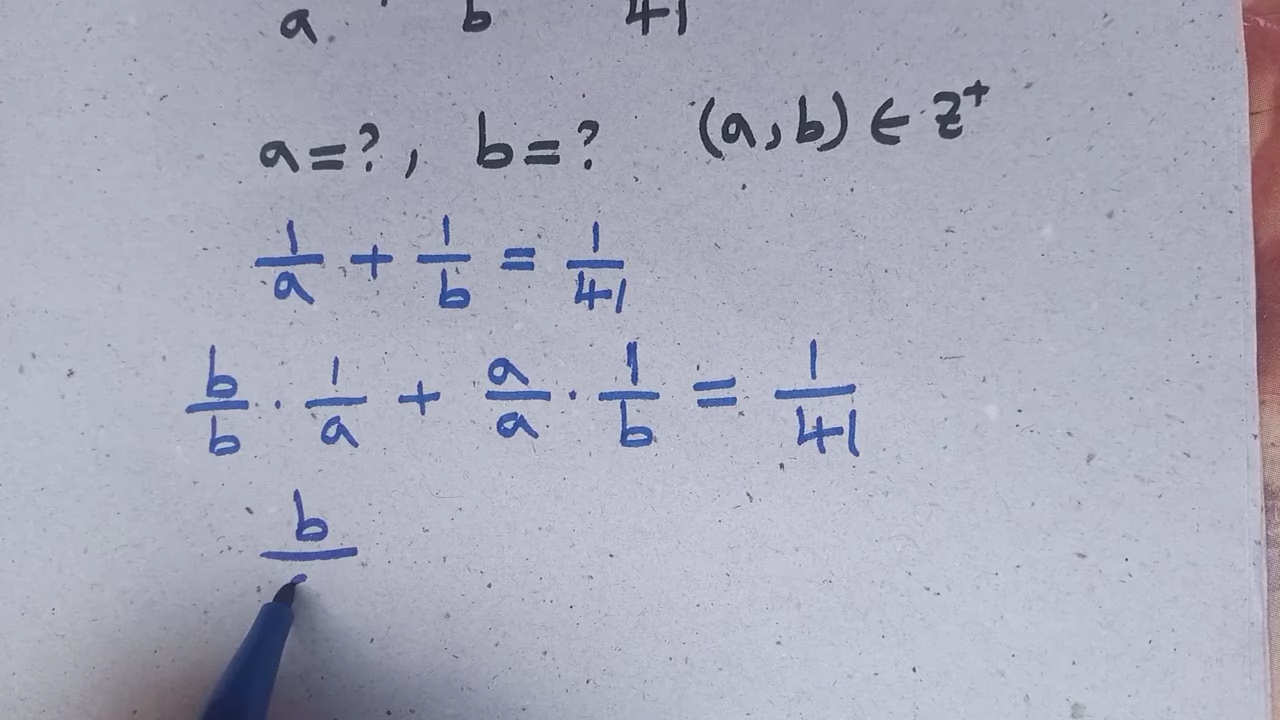 a b 41
a=?, b=? (a,b) ∈ Z⁺
1/a + 1/b = 1/41
b/b · 1/a + a/a · 1/b = 1/41
b